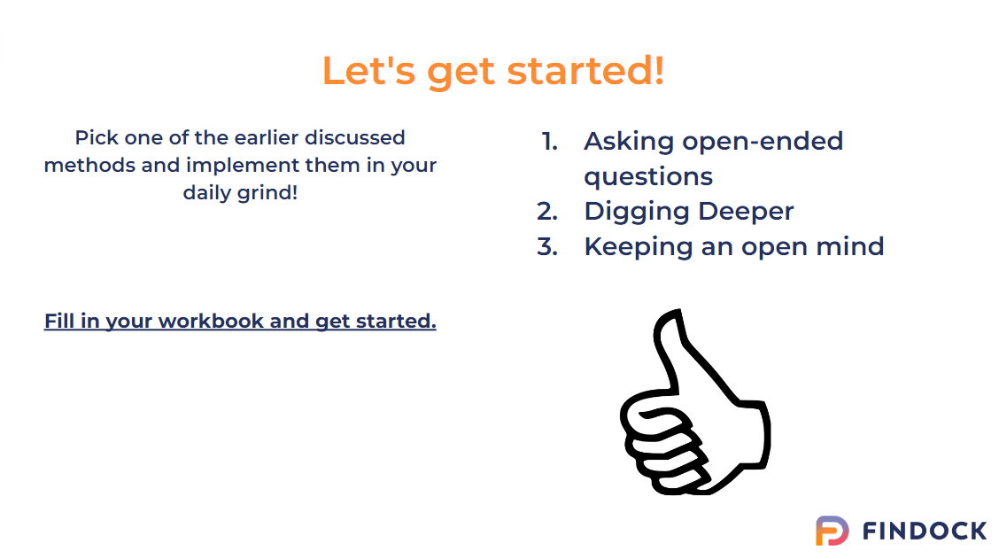 Let's get started!
Pick one of the earlier discussed
methods and implement them in your
daily grind!
Fill in your workbook and get started.
1. Asking open-ended
questions
2. Digging Deeper
3. Keeping an open mind
FINDOCK